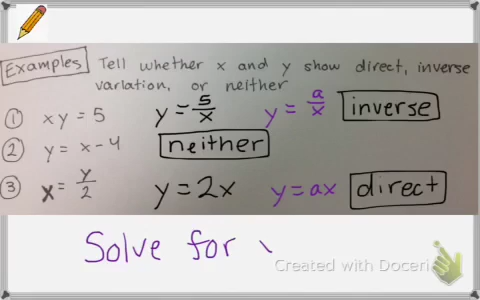 Examples Tell whether x and y show direct, inverse
variation, or neither
① xy = 5 y = 5/x y = a/x inverse
② y = x - 4 neither
③ x = y/2 y = 2x y = ax direct
Solve for
Created with Doceri